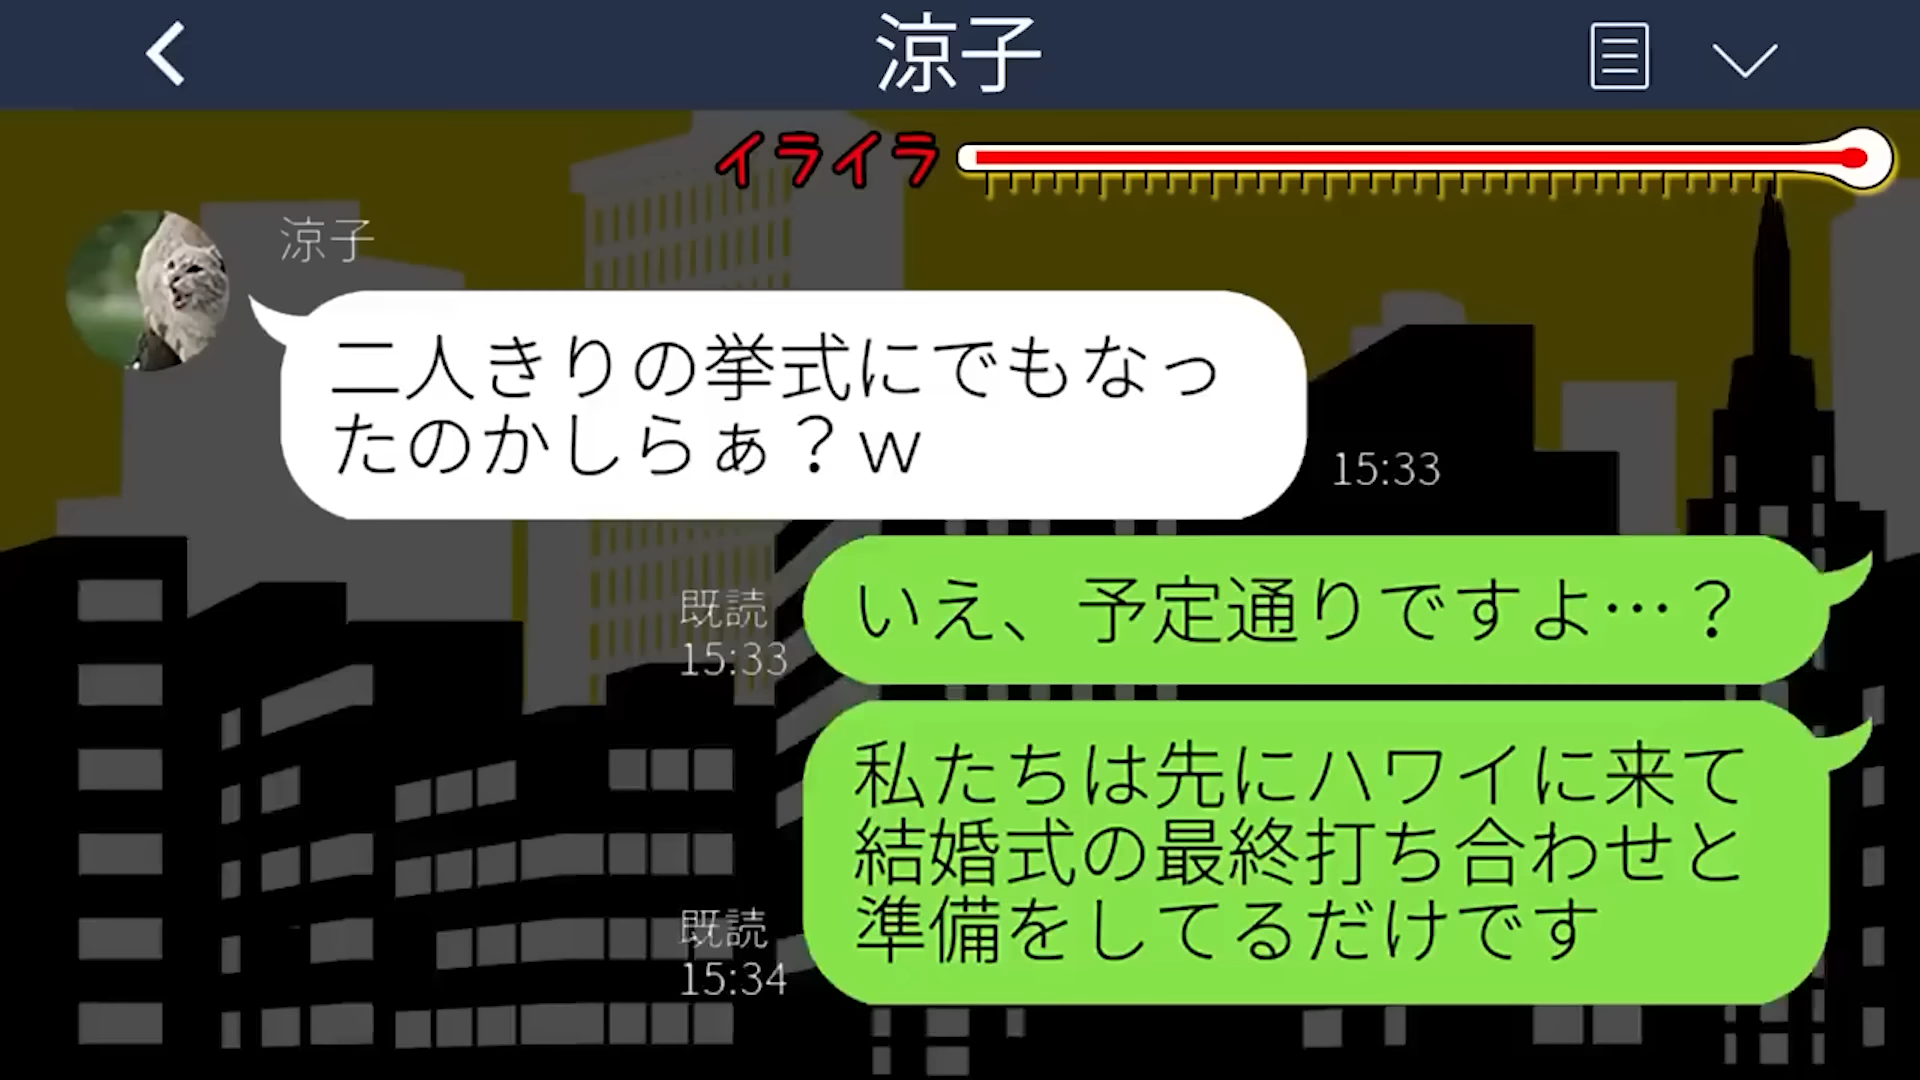 涼子
イライラ
涼子
二人きりの挙式にでもなっ
たのかしらぁ？ｗ
15:33
いえ、予定通りですよ…？
既読
15:33
私たちは先にハワイに来て
結婚式の最終打ち合わせと
準備をしてるだけです
既読
15:34